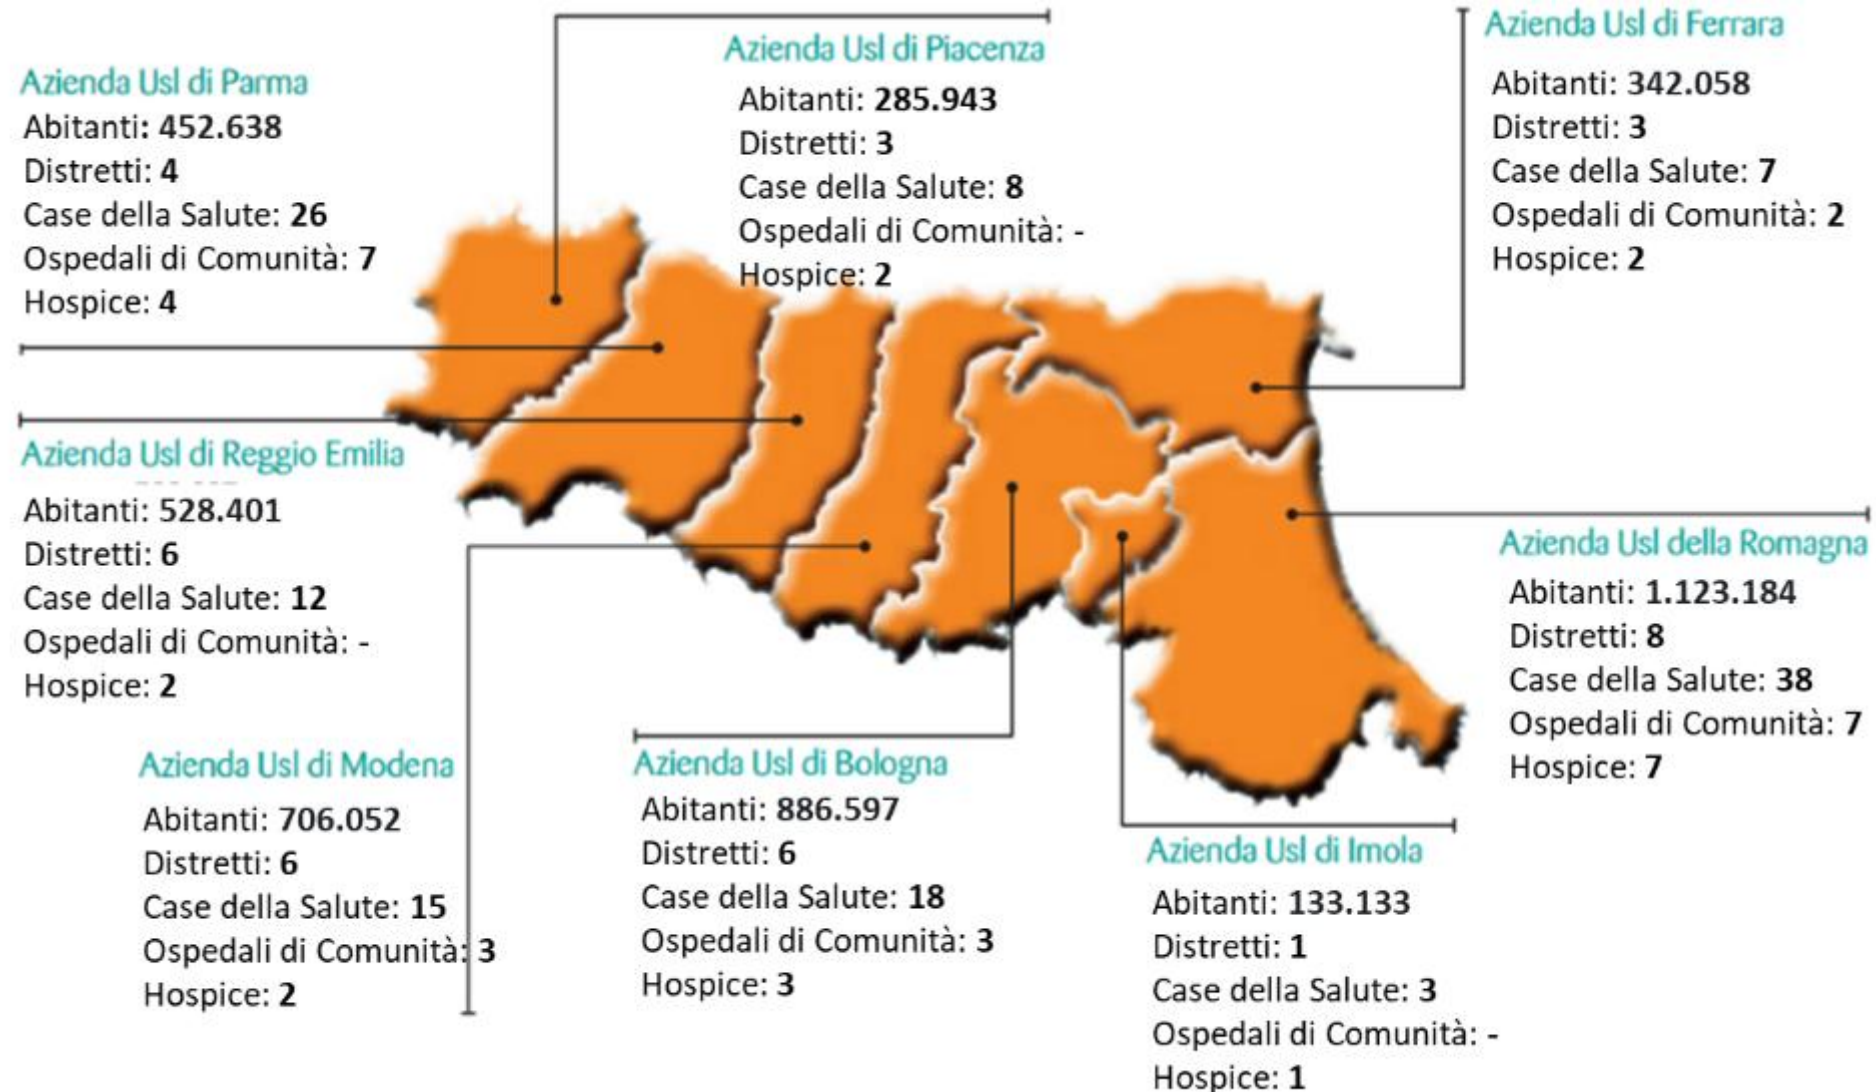 Azienda Usl di Parma
Abitanti: 452.638
Distretti: 4
Case della Salute: 26
Ospedali di Comunità: 7
Hospice: 4
Azienda Usl di Piacenza
Abitanti: 285.943
Distretti: 3
Case della Salute: 8
Ospedali di Comunità: -
Hospice: 2
Azienda Usl di Ferrara
Abitanti: 342.058
Distretti: 3
Case della Salute: 7
Ospedali di Comunità: 2
Hospice: 2
Azienda Usl di Reggio Emilia
Abitanti: 528.401
Distretti: 6
Case della Salute: 12
Ospedali di Comunità: -
Hospice: 2
Azienda Usl della Romagna
Abitanti: 1.123.184
Distretti: 8
Case della Salute: 38
Ospedali di Comunità: 7
Hospice: 7
Azienda Usl di Modena
Abitanti: 706.052
Distretti: 6
Case della Salute: 15
Ospedali di Comunità: 3
Hospice: 2
Azienda Usl di Bologna
Abitanti: 886.597
Distretti: 6
Case della Salute: 18
Ospedali di Comunità: 3
Hospice: 3
Azienda Usl di Imola
Abitanti: 133.133
Distretti: 1
Case della Salute: 3
Ospedali di Comunità: -
Hospice: 1